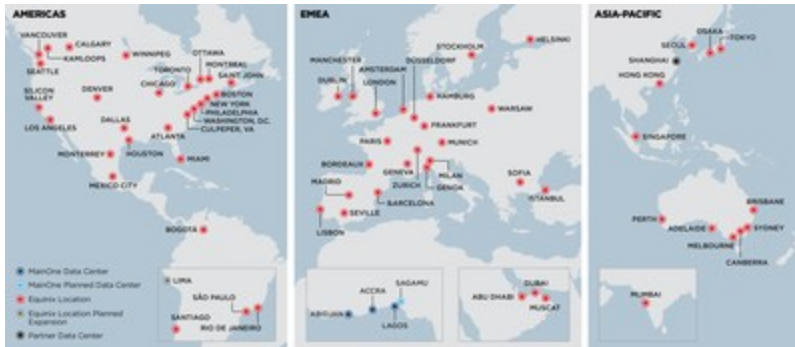 AMERICAS
VANCOUVER
CALGARY
KAMLOOPS
SEATTLE
WINNIPEG
OTTAWA
MONTREAL
TORONTO
SAINT JOHN
CHICAGO
BOSTON
NEW YORK
PHILADELPHIA
WASHINGTON, D.C.
CULPEPER, VA
SILICON
VALLEY
DENVER
LOS ANGELES
DALLAS
ATLANTA
HOUSTON
MONTERREY
MIAMI
MEXICO CITY
BOGOTÁ
MainOne Data Center
MainOne Planned Data Center
Equinix Location
Equinix Location Planned
Expansion
Partner Data Center
LIMA
SÃO PAULO
SANTIAGO
RIO DE JANEIRO
EMEA
HELSINKI
STOCKHOLM
MANCHESTER
DÜSSELDORF
AMSTERDAM
DUBLIN
LONDON
HAMBURG
WARSAW
FRANKFURT
PARIS
MUNICH
BORDEAUX
GENEVA
MILAN
ZURICH
GENOA
MADRID
BARCELONA
SEVILLE
LISBON
SOFIA
ISTANBUL
SAGAMU
ACCRA
ABIDJAN
LAGOS
DUBAI
ABU DHABI
MUSCAT
ASIA-PACIFIC
OSAKA
TOKYO
SEOUL
SHANGHAI
HONG KONG
SINGAPORE
BRISBANE
PERTH
ADELAIDE
SYDNEY
MELBOURNE
CANBERRA
MUMBAI